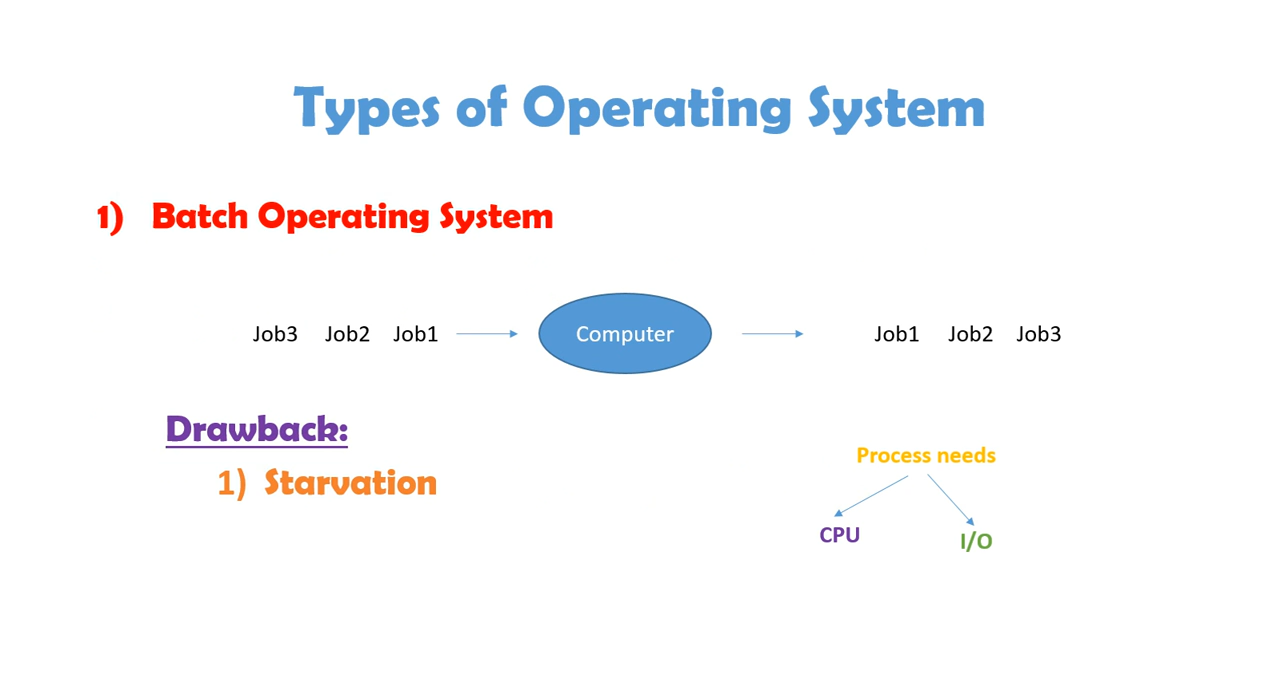 Types of Operating System
1) Batch Operating System
Job3 Job2 Job1 Computer Job1 Job2 Job3
Drawback:
1) Starvation
Process needs
CPU
I/O